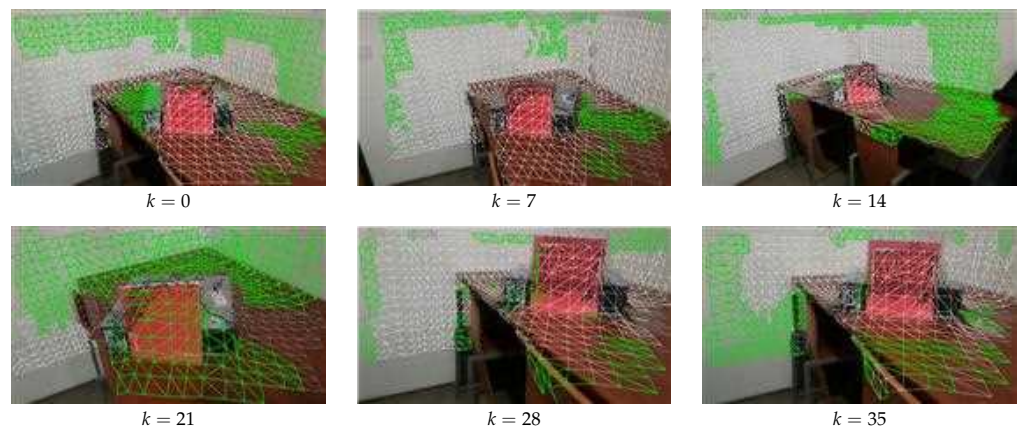 k = 0
k = 7
k = 14
k = 21
k = 28
k = 35